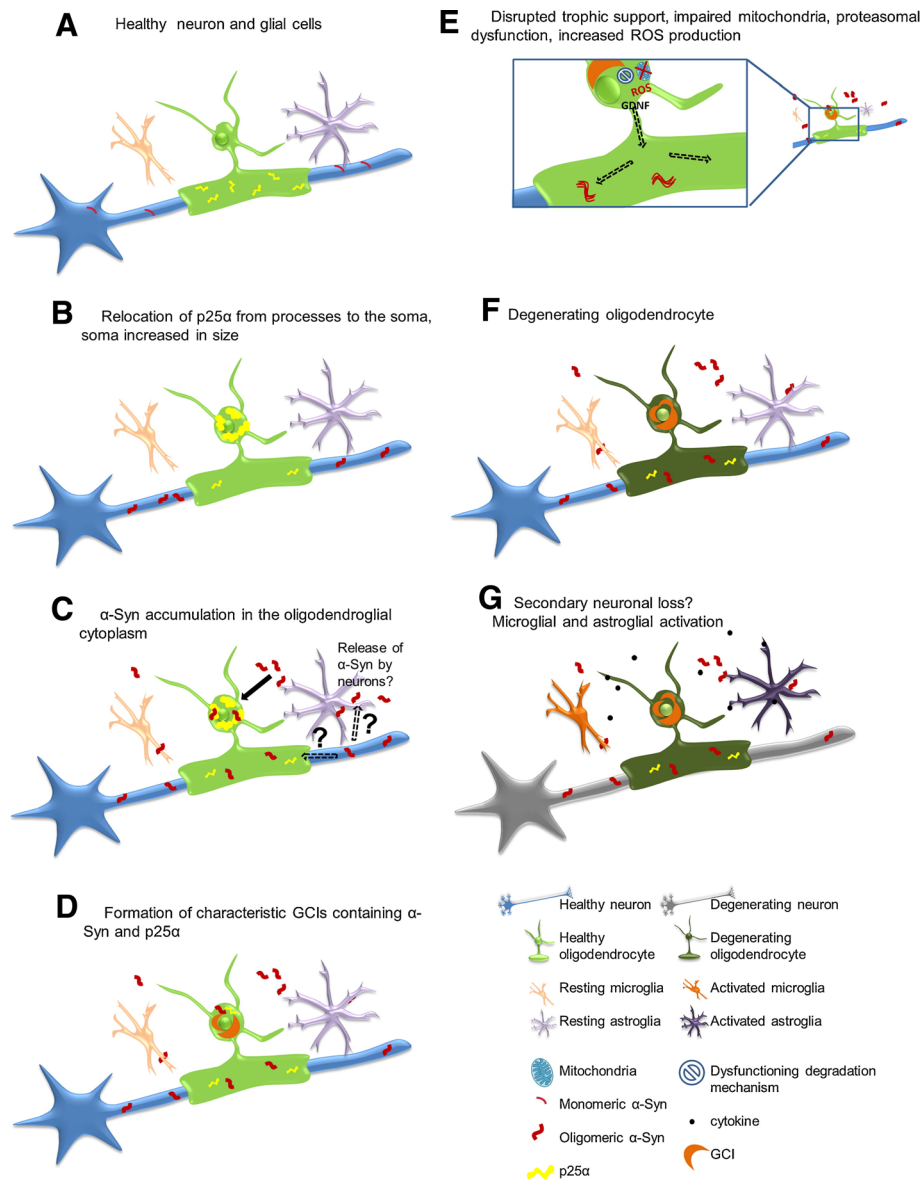 A Healthy neuron and glial cells
B Relocation of p25α from processes to the soma,
soma increased in size
C α-Syn accumulation in the oligodendroglial
cytoplasm
Release of
α-Syn by
neurons?
?
?
D Formation of characteristic GCIs containing α-
Syn and p25α
E Disrupted trophic support, impaired mitochondria, proteasomal
dysfunction, increased ROS production
ROS
GDNF
F Degenerating oligodendrocyte
G Secondary neuronal loss?
Microglial and astroglial activation
Healthy neuron
Degenerating neuron
Healthy
oligodendrocyte
Degenerating
oligodendrocyte
Resting microglia
Activated microglia
Resting astroglia
Activated astroglia
Mitochondria
Dysfunctioning degradation
mechanism
Monomeric α-Syn
cytokine
Oligomeric α-Syn
GCI
p25α